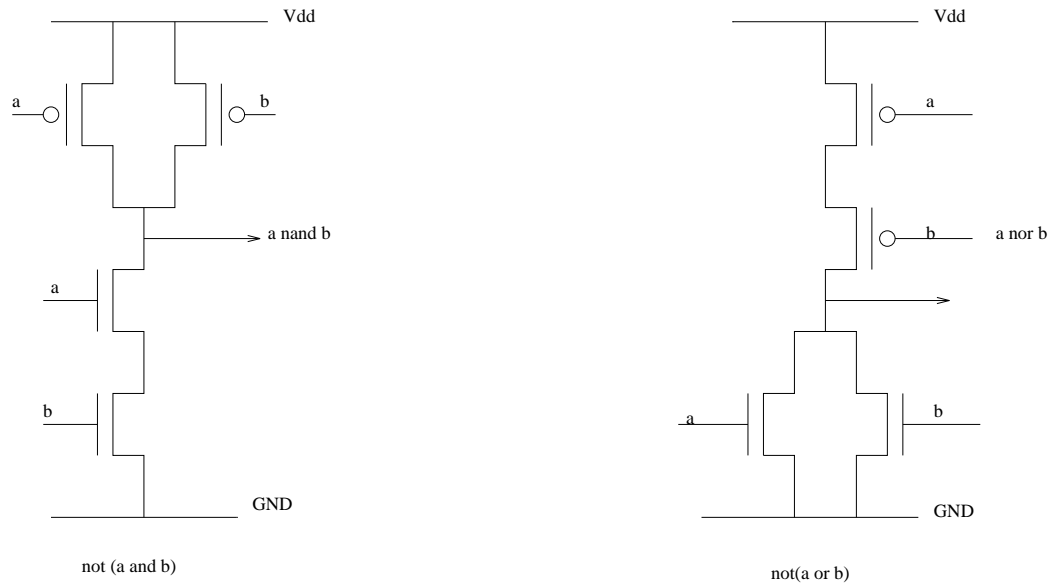 Vdd
a
b
a nand b
a
b
GND
not (a and b)
Vdd
a
b
a nor b
a
b
GND
not(a or b)